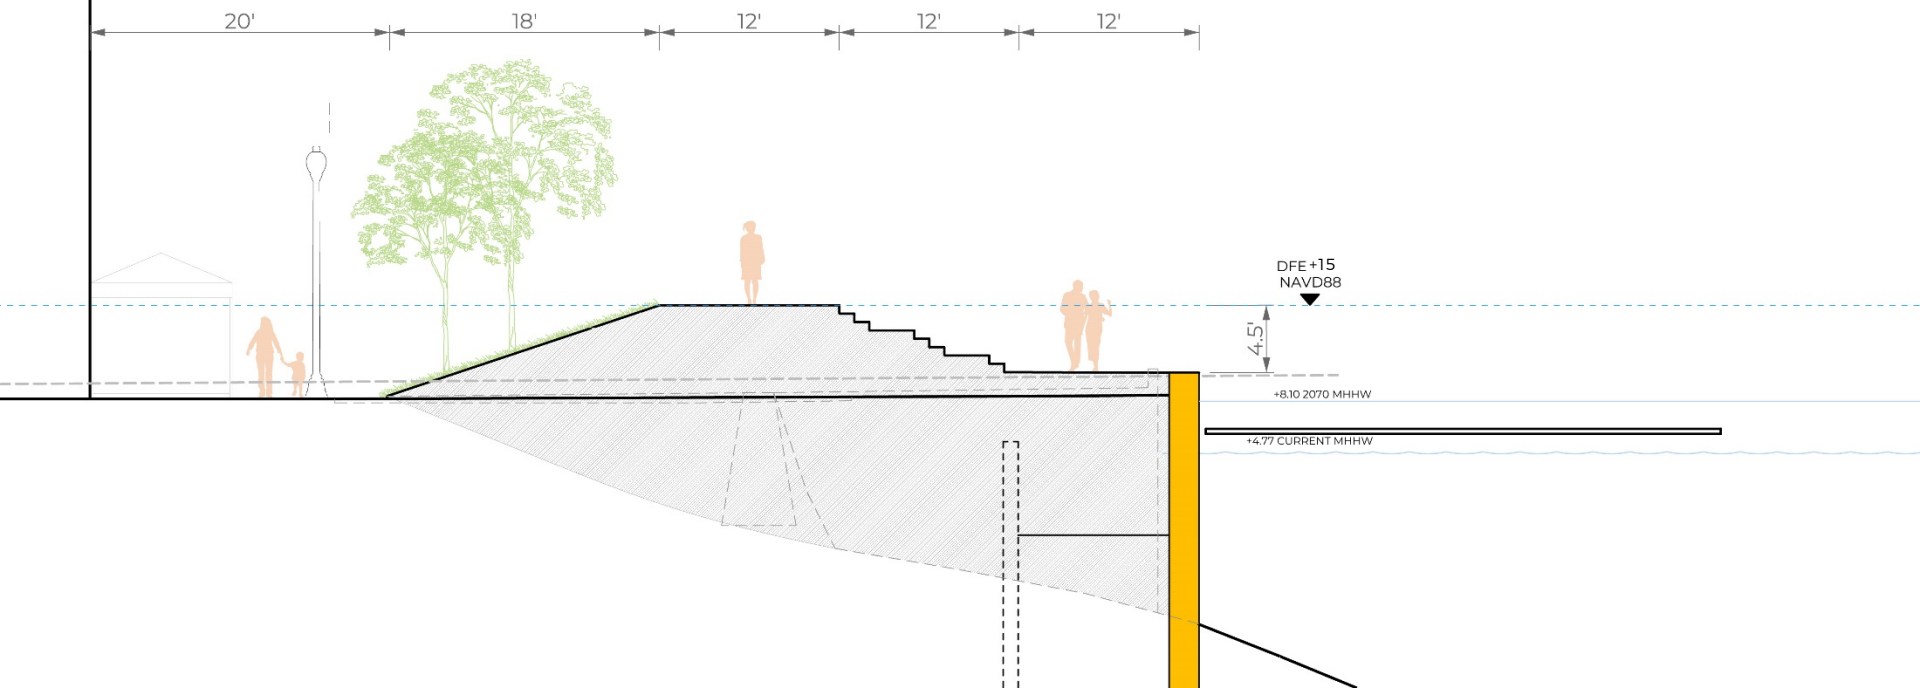 20'
18'
12'
12'
12'
DFE +15
NAVD88
4.5'
+8.10 2070 MHHW
+4.77 CURRENT MHHW